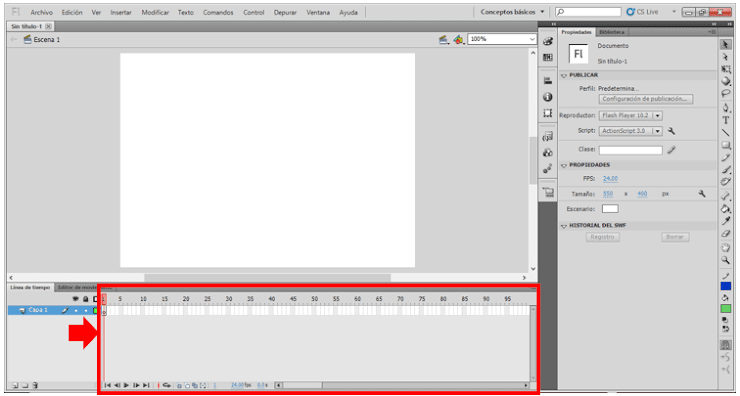 Fl Archivo Edición Ver Insertar Modificar Texto Comandos Control Depurar Ventana Ayuda Conceptos básicos CS Live
Sin título-1
Escena 1 100%
Propiedades Biblioteca
Fl Documento
Sin título-1
PUBLICAR
Perfil: Predetermina...
Configuración de publicación...
Reproductor: Flash Player 10.2
Script: ActionScript 3.0
Clase:
PROPIEDADES
FPS: 24.00
Tamaño: 550 x 400 px
Escenario:
HISTORIAL DEL SWF
Registro Borrar
Línea de tiempo Editor de movim
5 10 15 20 25 30 35 40 45 50 55 60 65 70 75 80 85 90 95
Capa 1
1 24.00 fps 0.0 s